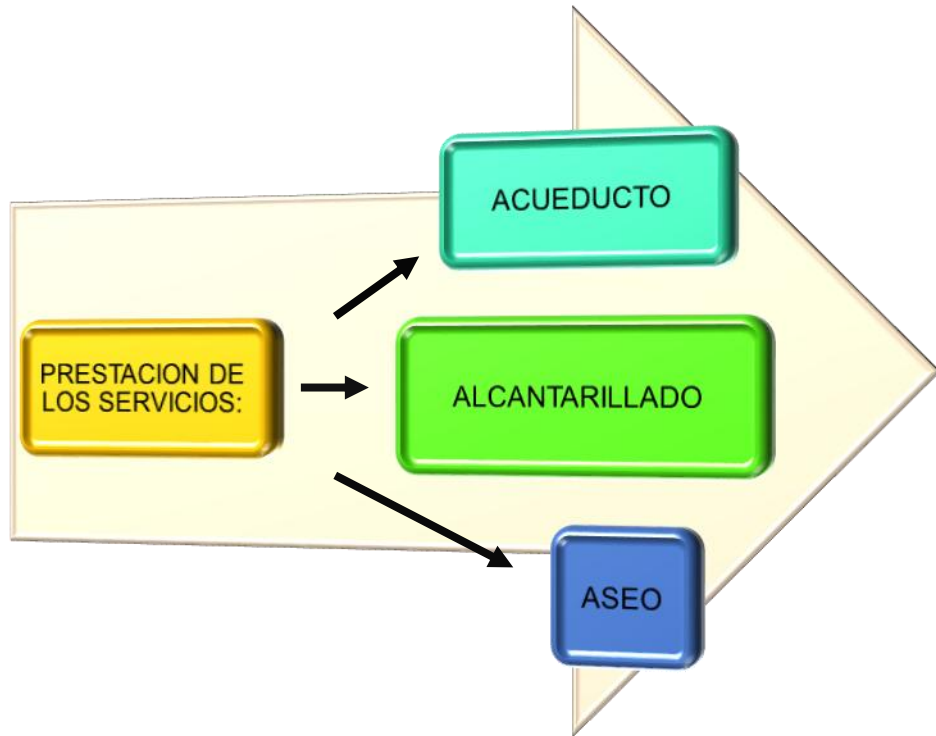 ACUEDUCTO
PRESTACION DE
LOS SERVICIOS:
ALCANTARILLADO
ASEO